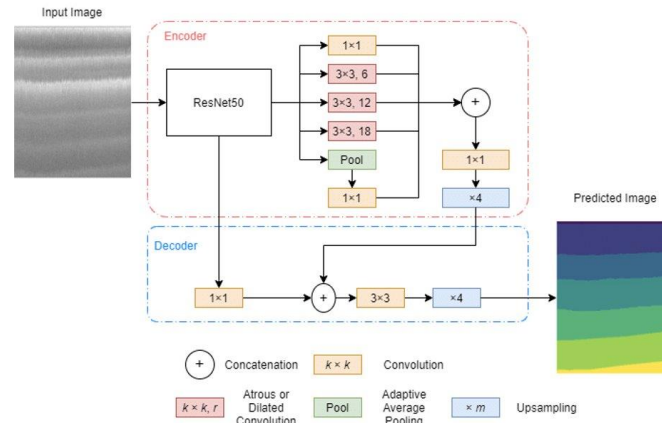 Input Image
Encoder
1×1
3×3, 6
ResNet50
3×3, 12
+
3×3, 18
Pool
1×1
1×1
×4
Predicted Image
Decoder
1×1
+
3×3
×4
+
Concatenation
k × k
Convolution
k × k, r
Atrous or
Dilated
Convolution
Pool
Adaptive
Average
Pooling
× m
Upsampling